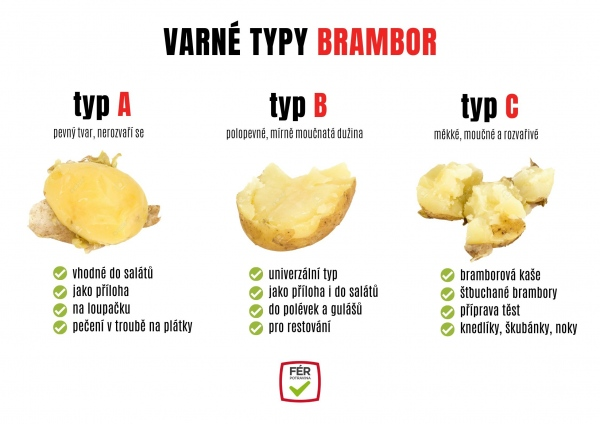 VARNÉ TYPY BRAMBOR
typ A
pevný tvar, nerozvaří se
vhodné do salátů
jako příloha
na loupačku
pečení v troubě na plátky
typ B
polopevné, mírně moučnatá dužina
univerzální typ
jako příloha i do salátů
do polévek a gulášů
pro restování
typ C
měkké, moučné a rozvařivé
bramborová kaše
šťouchané brambory
příprava těst
knedlíky, škubánky, noky
FÉR
POTRAVINA